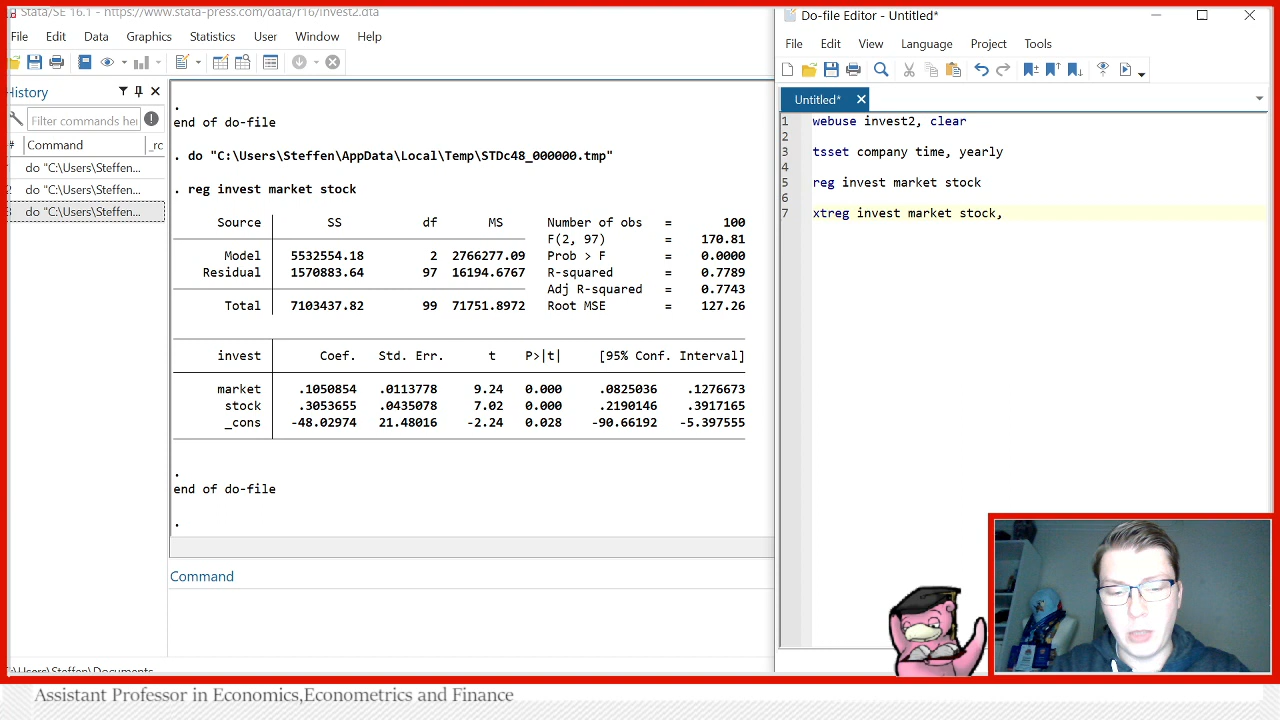 Stata/SE 16.1 - https://www.stata-press.com/data/r16/invest2.dta
File Edit Data Graphics Statistics User Window Help
History
Filter commands her
# Command _rc
do "C:\Users\Steffen...
2 do "C:\Users\Steffen...
3 do "C:\Users\Steffen...
.
end of do-file
. do "C:\Users\Steffen\AppData\Local\Temp\STDc48_000000.tmp"
. reg invest market stock
Source SS df MS Number of obs = 100
F(2, 97) = 170.81
Model 5532554.18 2 2766277.09 Prob > F = 0.0000
Residual 1570883.64 97 16194.6767 R-squared = 0.7789
Adj R-squared = 0.7743
Total 7103437.82 99 71751.8972 Root MSE = 127.26
invest Coef. Std. Err. t P>|t| [95% Conf. Interval]
market .1050854 .0113778 9.24 0.000 .0825036 .1276673
stock .3053655 .0435078 7.02 0.000 .2190146 .3917165
_cons -48.02974 21.48016 -2.24 0.028 -90.66192 -5.397555
.
end of do-file
.
Command
C:\Users\Steffen\Documents
Do-file Editor - Untitled*
File Edit View Language Project Tools
Untitled*
1 webuse invest2, clear
2
3 tsset company time, yearly
4
5 reg invest market stock
6
7 xtreg invest market stock,
Assistant Professor in Economics,Econometrics and Finance